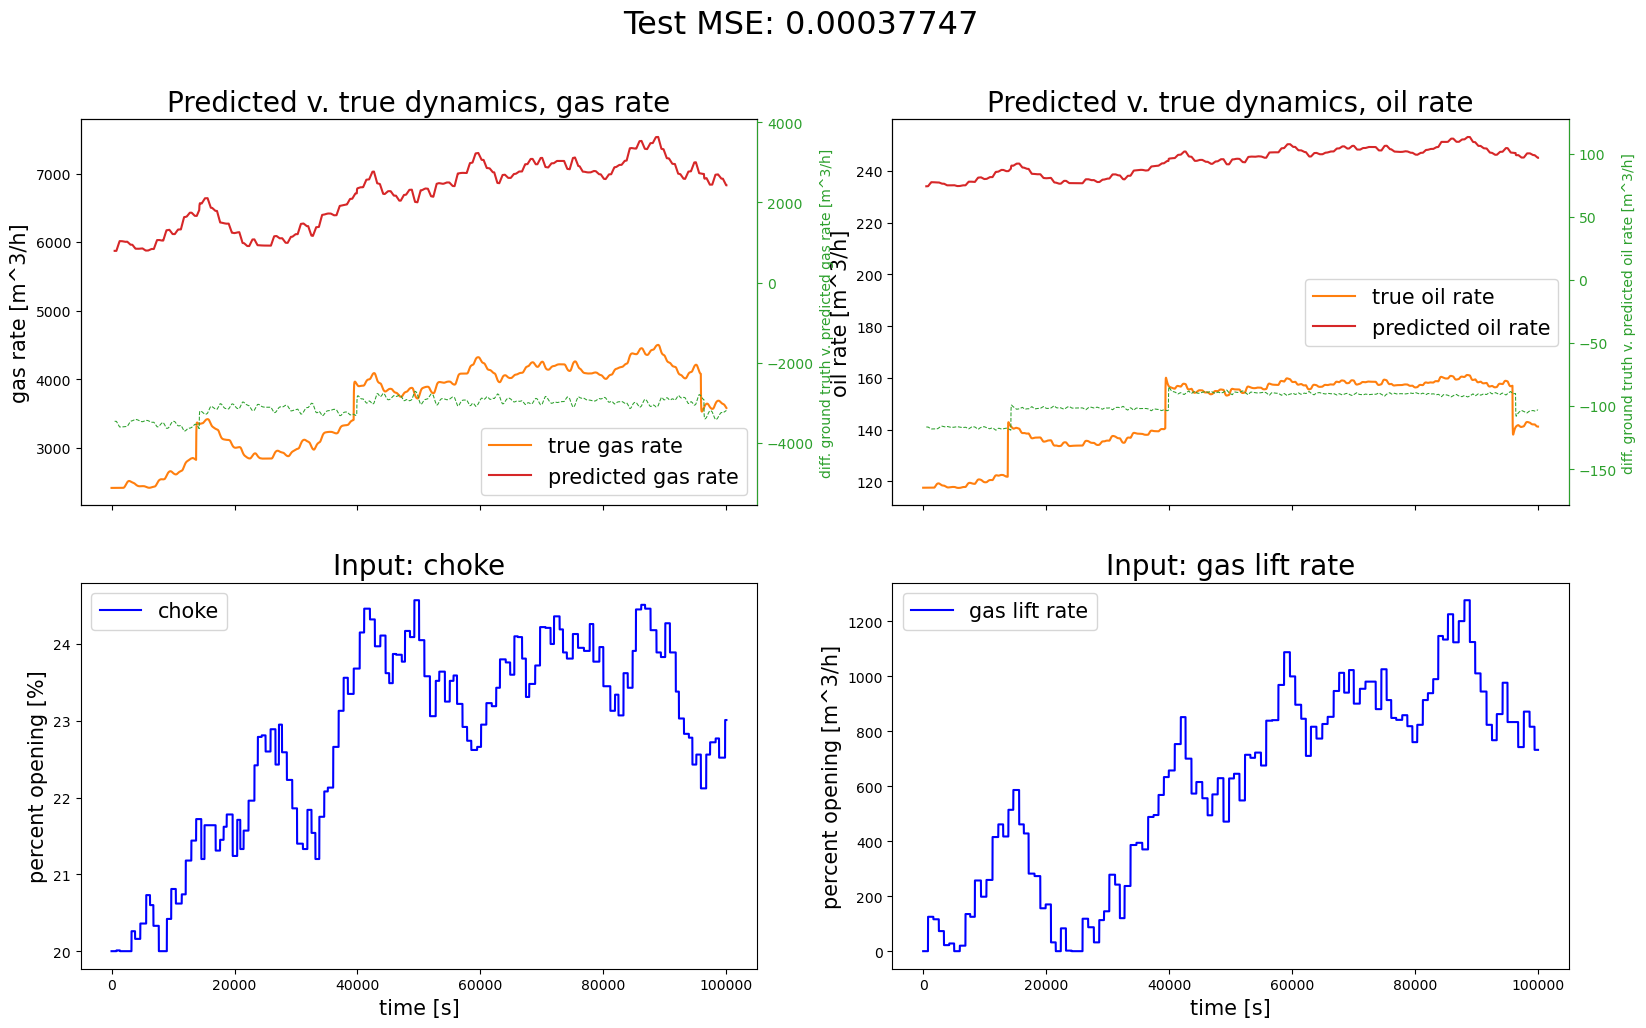 Test MSE: 0.00037747
Predicted v. true dynamics, gas rate
gas rate [m^3/h]
7000
6000
5000
4000
3000
4000
2000
0
−2000
−4000
diff. ground truth v. predicted gas rate [m^3/h]
true gas rate
predicted gas rate
Predicted v. true dynamics, oil rate
oil rate [m^3/h]
240
220
200
180
160
140
120
100
50
0
−50
−100
−150
diff. ground truth v. predicted oil rate [m^3/h]
true oil rate
predicted oil rate
Input: choke
choke
percent opening [%]
24
23
22
21
20
0
20000
40000
60000
80000
100000
time [s]
Input: gas lift rate
gas lift rate
percent opening [m^3/h]
1200
1000
800
600
400
200
0
0
20000
40000
60000
80000
100000
time [s]